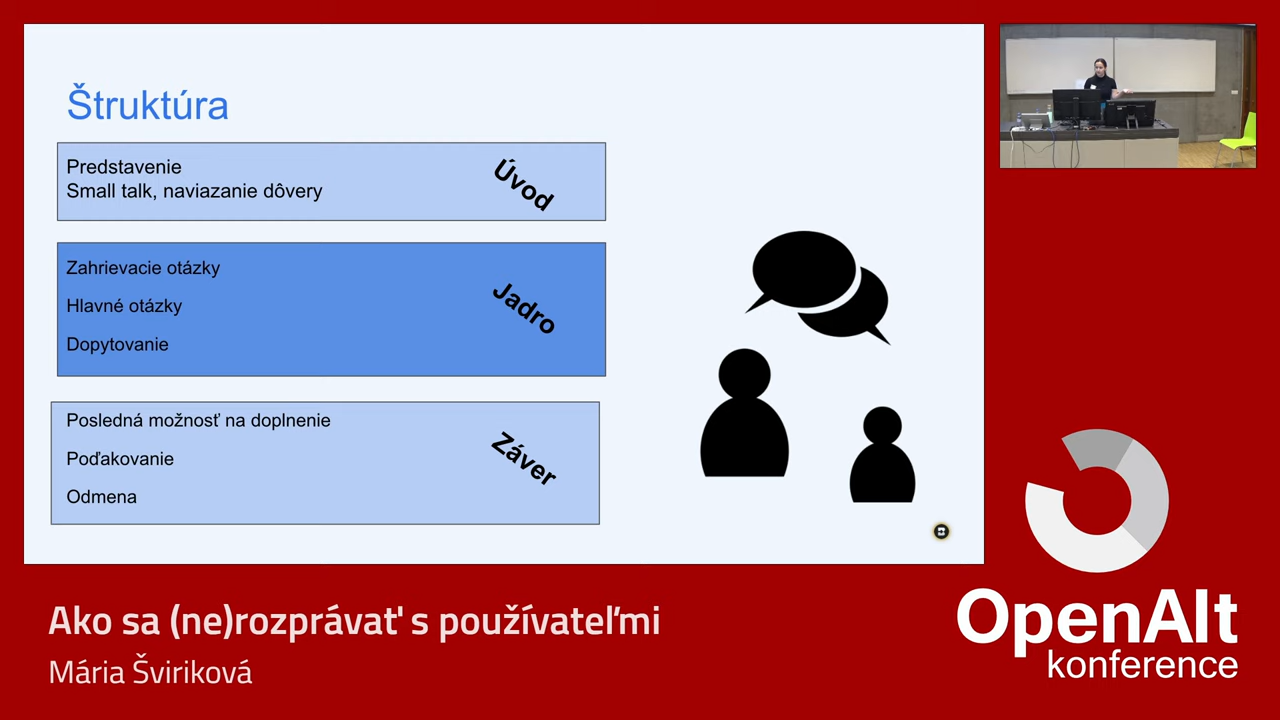 Štruktúra
Predstavenie
Small talk, naviazanie dôvery
Úvod
Zahrievacie otázky
Hlavné otázky
Dopytovanie
Jadro
Posledná možnosť na doplnenie
Poďakovanie
Odmena
Záver
Ako sa (ne)rozprávať s používateľmi
Mária Šviriková
OpenAlt
konference